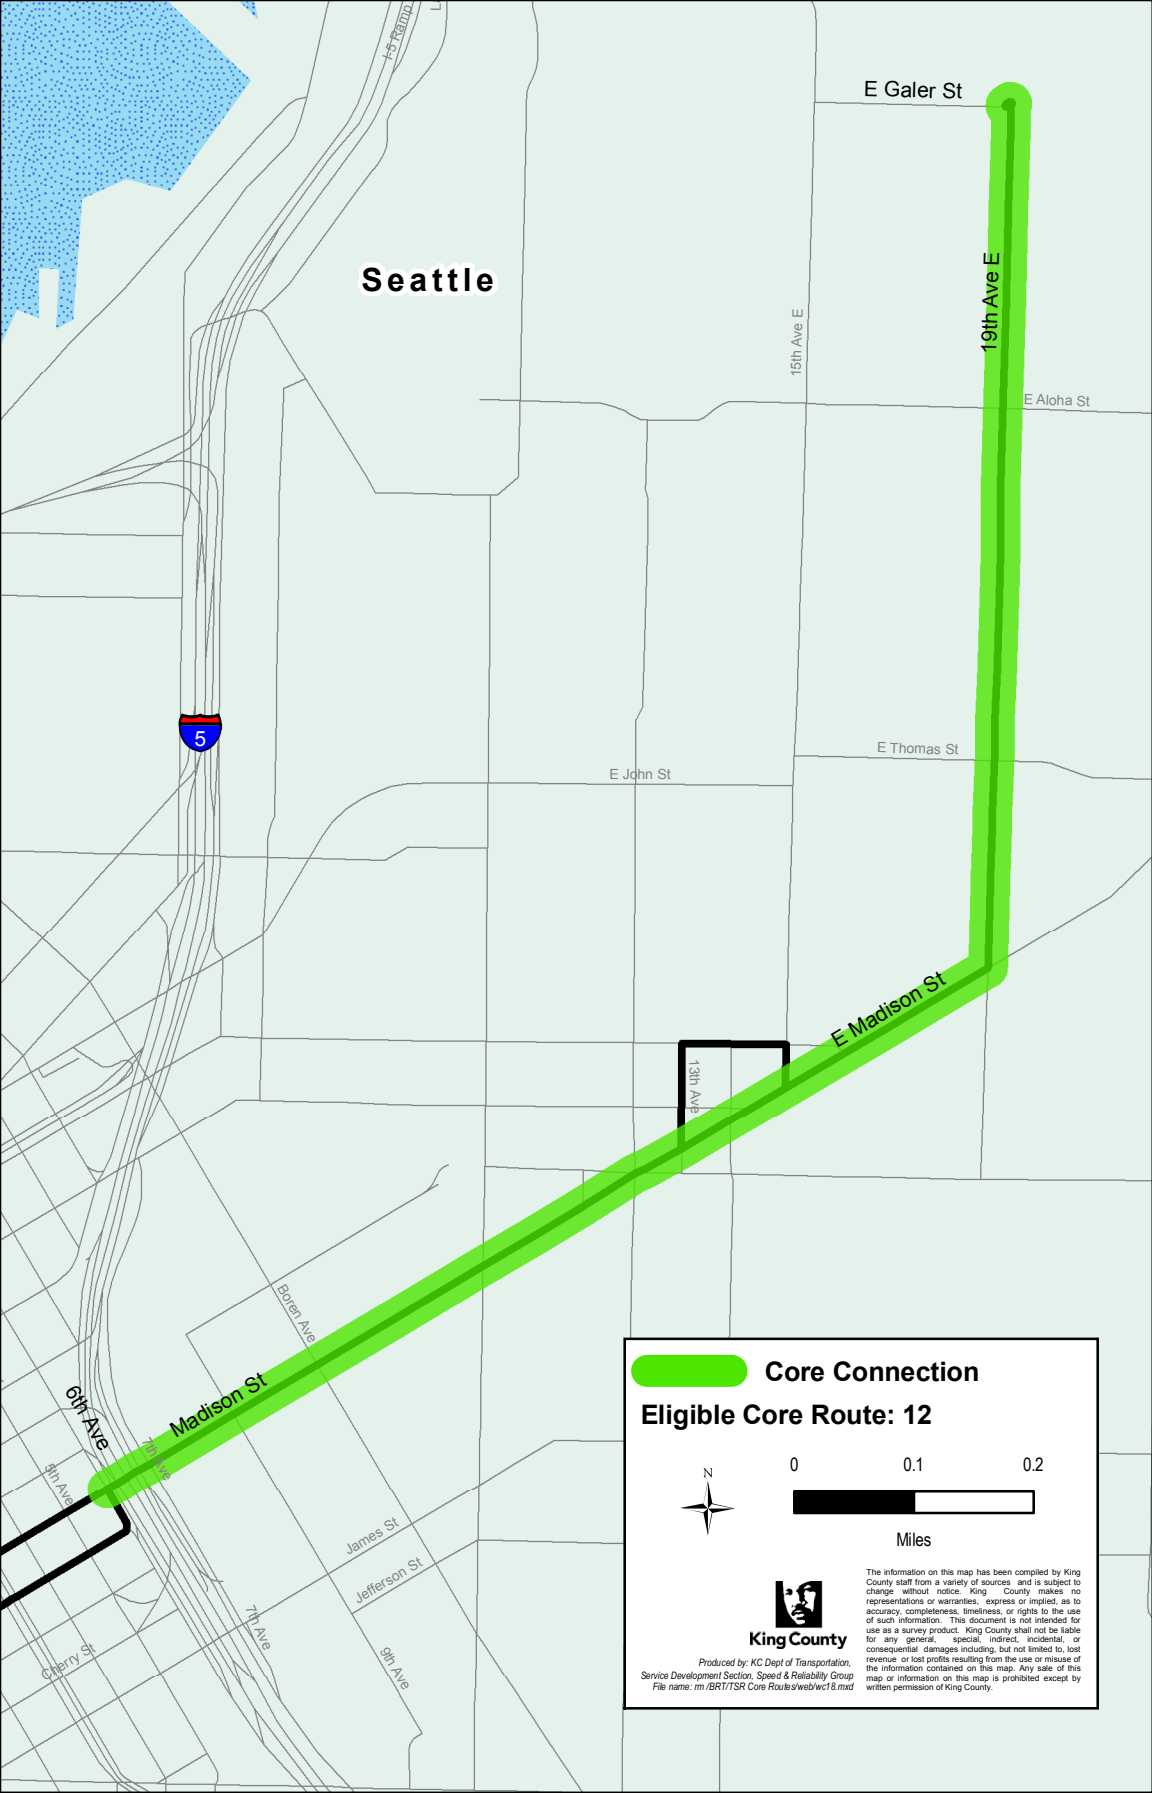 I-5 Ramp
E Galer St
Seattle
19th Ave E
15th Ave E
E Aloha St
5
E Thomas St
E John St
E Madison St
13th Ave
Boren Ave
Madison St
6th Ave
7th Ave
5th Ave
James St
Jefferson St
7th Ave
9th Ave
Cherry St
Core Connection
Eligible Core Route: 12
N
0 0.1 0.2
Miles
King County
Produced by: KC Dept of Transportation,
Service Development Section, Speed & Reliability Group
File name: rm /BRT/TSR Core Routes/web/wc18.mxd
The information on this map has been compiled by King
County staff from a variety of sources and is subject to
change without notice. King County makes no
representations or warranties, express or implied, as to
accuracy, completeness, timeliness, or rights to the use
of such information. This document is not intended for
use as a survey product. King County shall not be liable
for any general, special, indirect, incidental, or
consequential damages including, but not limited to, lost
revenue or lost profits resulting from the use or misuse of
the information contained on this map. Any sale of this
map or information on this map is prohibited except by
written permission of King County.